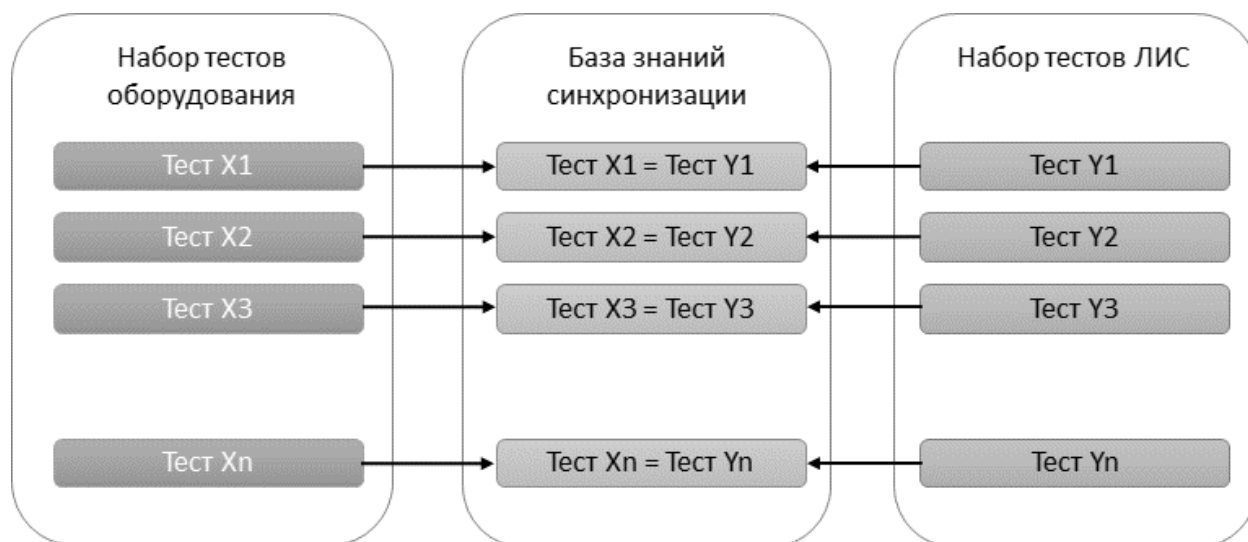 Набор тестов
оборудования
Тест X1
Тест X2
Тест X3
Тест Xn
База знаний
синхронизации
Тест X1 = Тест Y1
Тест X2 = Тест Y2
Тест X3 = Тест Y3
Тест Xn = Тест Yn
Набор тестов ЛИС
Тест Y1
Тест Y2
Тест Y3
Тест Yn